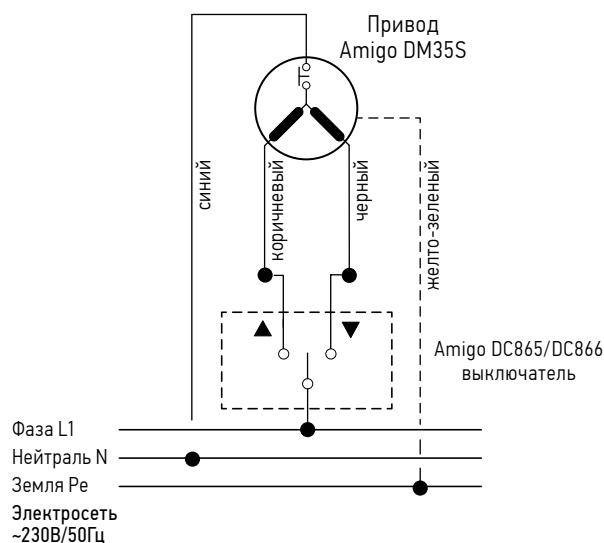 Привод
Amigo DM35S
синий
коричневый
черный
желто-зеленый
Amigo DC865/DC866
выключатель
Фаза L1
Нейтраль N
Земля Pe
Электросеть
~230В/50Гц